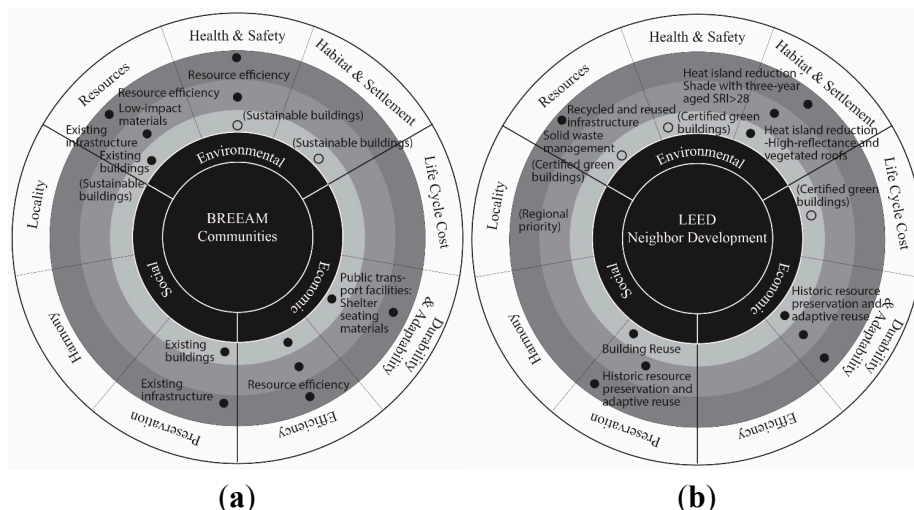 Health & Safety
Habitat & Settlement
Life Cycle Cost
Durability
& Adaptability
Efficiency
Preservation
Harmony
Locality
Resources
Resource efficiency
Resource efficiency
Low-impact
materials
Existing
infrastructure
Existing
buildings
(Sustainable
buildings)
(Sustainable buildings)
(Sustainable buildings)
Environmental
Economic
Social
BREEAM
Communities
Public trans-
port facilities:
Shelter
seating
materials
Existing
buildings
Existing
infrastructure
Resource efficiency
(a)
Health & Safety
Habitat & Settlement
Life Cycle Cost
Durability
& Adaptability
Efficiency
Preservation
Harmony
Locality
Resources
Heat island reduction
Shade with three-year
aged SRI>28
Recycled and reused
infrastructure
Solid waste
management
(Certified green
buildings)
(Certified green
buildings)
Heat island reduction
-High-reflectance and
vegetated roofs
(Certified green
buildings)
(Regional
priority)
Environmental
Economic
Social
LEED
Neighbor Development
Historic resource
preservation and
adaptive reuse
Building Reuse
Historic resource
preservation and
adaptive reuse
(b)